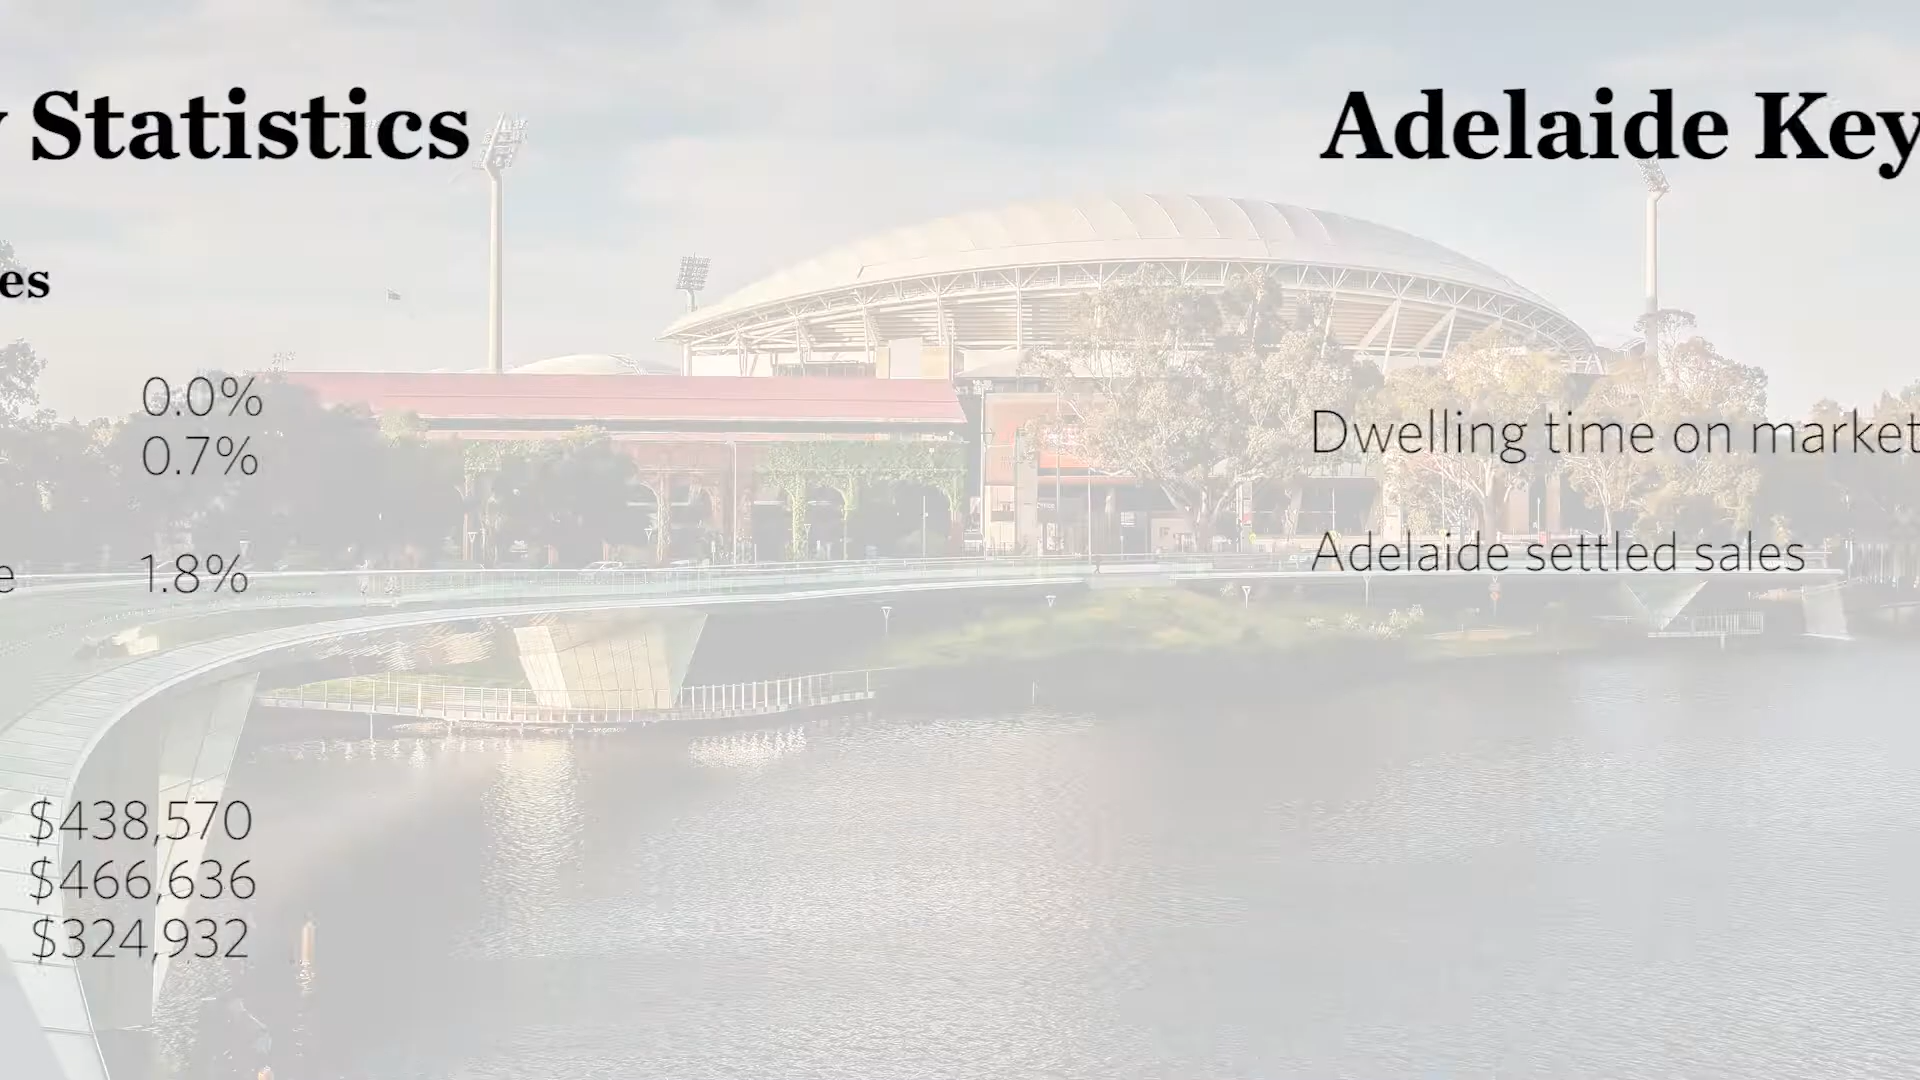 Statistics
es
0.0%
0.7%
e 1.8%
$438,570
$466,636
$324,932
Adelaide Key
Dwelling time on market
Adelaide settled sales